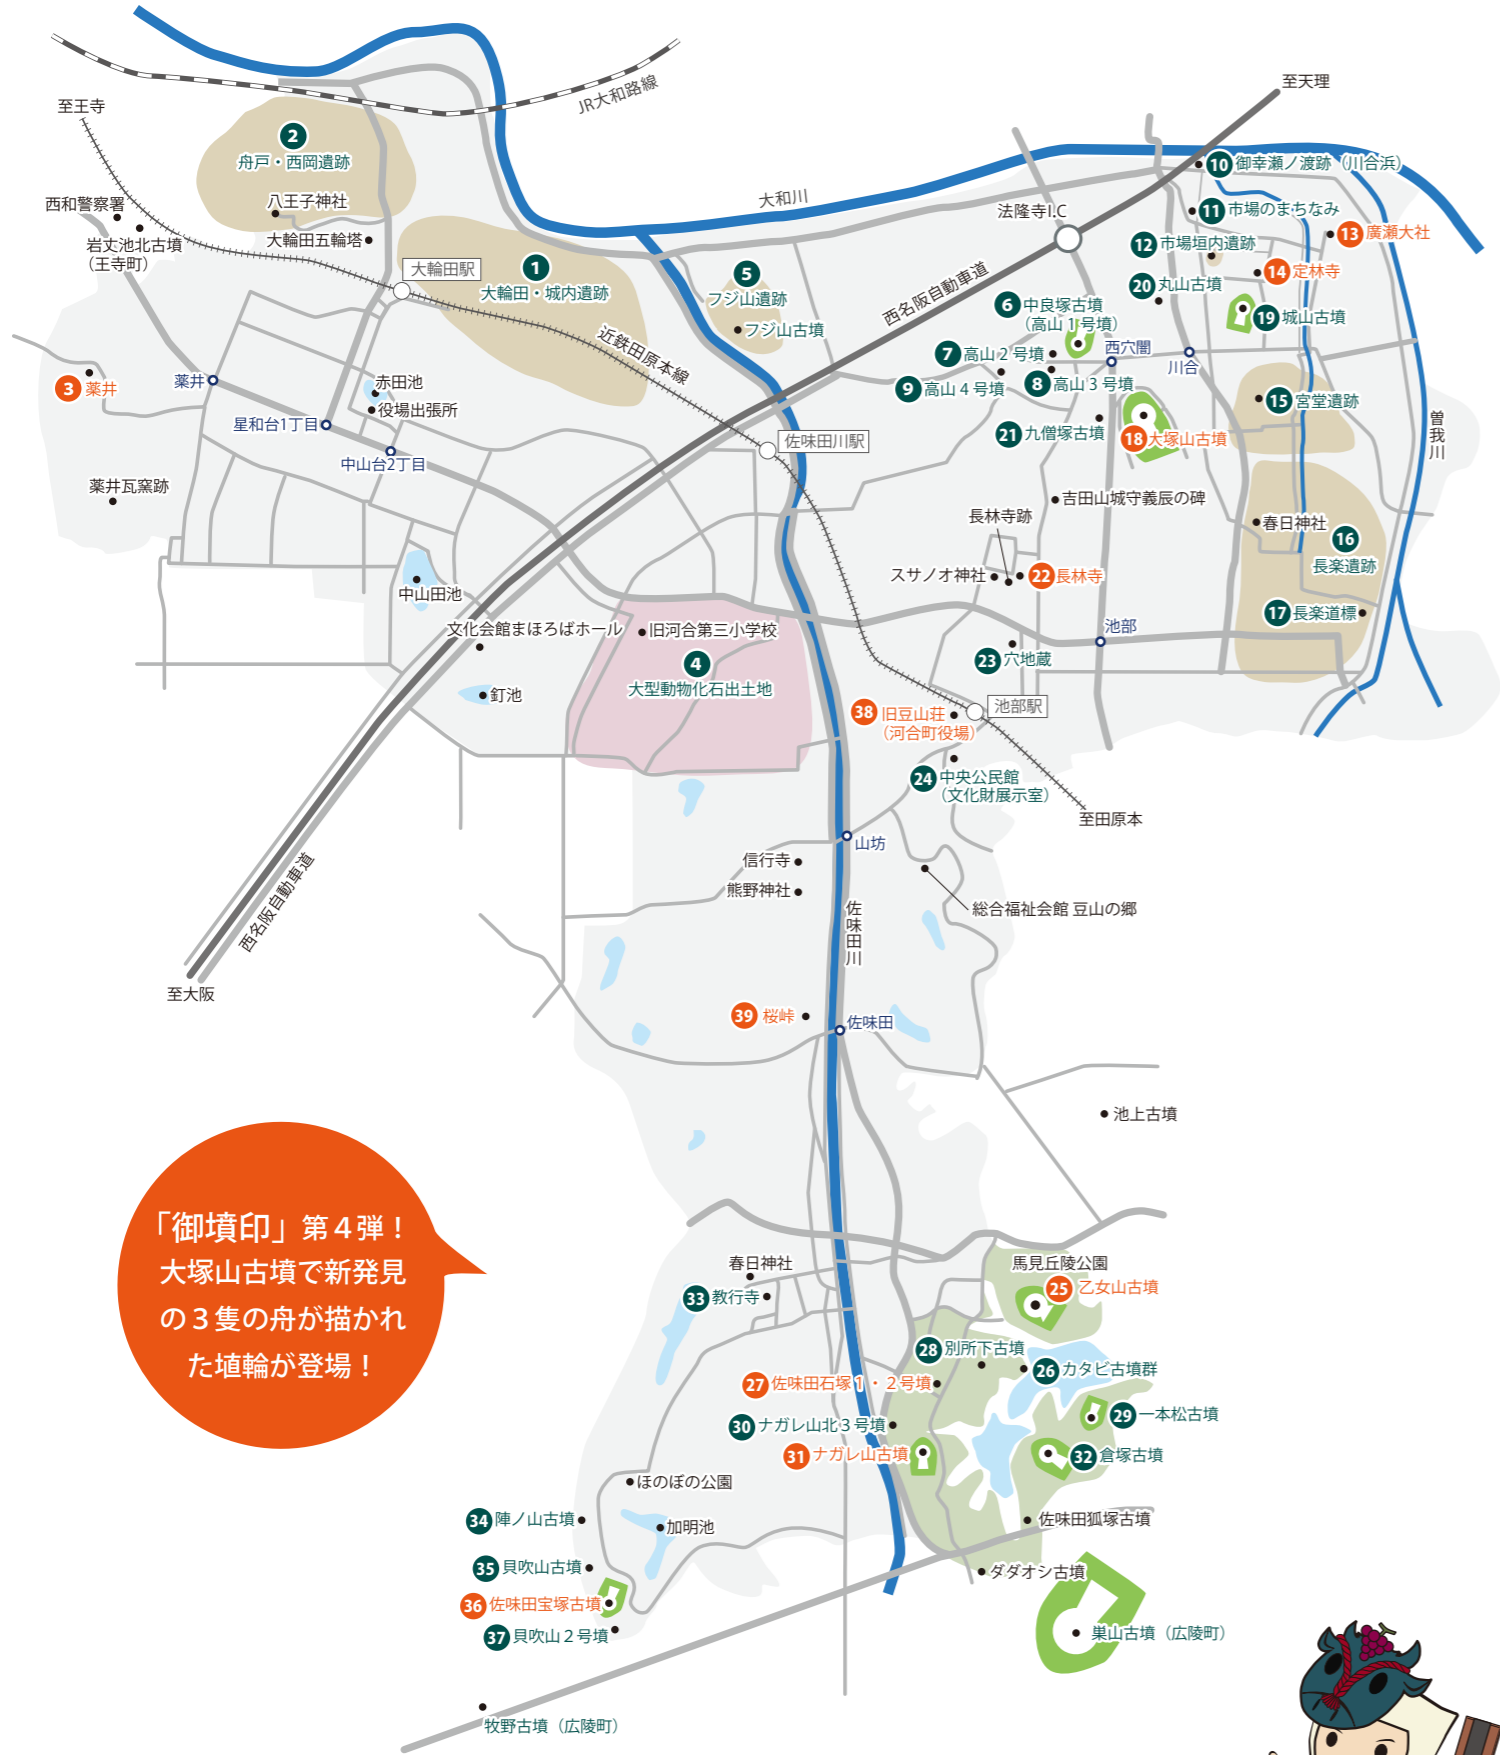 至天理
JR大和路線
至王寺
2
舟戸・西岡遺跡
10 御幸瀬ノ渡跡（川合浜）
西和警察署
八王子神社
大和川
法隆寺I.C
11 市場のまちなみ
岩丈池北古墳
（王寺町）
大輪田五輪塔
12 市場垣内遺跡
13 廣瀬大社
大輪田駅
1
大輪田・城内遺跡
5
フジ山遺跡
フジ山古墳
西名阪自動車道
14 定林寺
20 丸山古墳
6 中良塚古墳
（高山１号墳）
19 城山古墳
近鉄田原本線
7 高山２号墳
西穴闇
川合
9 高山４号墳
8 高山３号墳
3 薬井
薬井
赤田池
役場出張所
15 宮堂遺跡
曽我川
星和台1丁目
中山台2丁目
佐味田川駅
21 九僧塚古墳
18 大塚山古墳
薬井瓦窯跡
吉田山城守義辰の碑
長林寺跡
春日神社
16
長楽遺跡
スサノオ神社
22 長林寺
中山田池
17 長楽道標
文化会館まほろばホール
旧河合第三小学校
池部
4
大型動物化石出土地
23 穴地蔵
釘池
38 旧豆山荘
（河合町役場）
池部駅
24 中央公民館
（文化財展示室）
至田原本
山坊
信行寺
熊野神社
西名阪自動車道
佐味田川
総合福祉会館 豆山の郷
至大阪
39 桜峠
佐味田
池上古墳
「御墳印」第４弾！
大塚山古墳で新発見
の３隻の舟が描かれ
た埴輪が登場！
春日神社
馬見丘陵公園
25 乙女山古墳
33 教行寺
28 別所下古墳
26 カタビ古墳群
27 佐味田石塚１・２号墳
29 一本松古墳
30 ナガレ山北３号墳
31 ナガレ山古墳
32 倉塚古墳
ほのぼの公園
34 陣ノ山古墳
加明池
佐味田狐塚古墳
35 貝吹山古墳
ダダオシ古墳
36 佐味田宝塚古墳
37 貝吹山２号墳
巣山古墳（広陵町）
牧野古墳（広陵町）